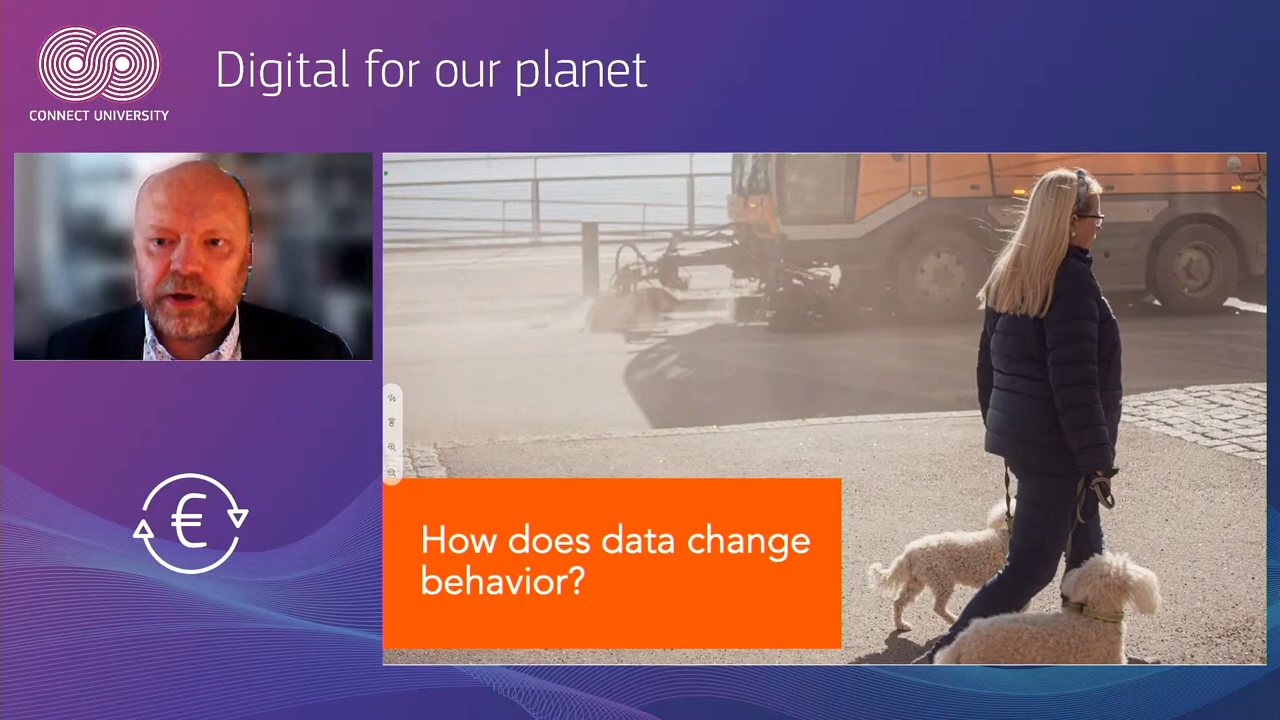 CONNECT UNIVERSITY
Digital for our planet
€
How does data change
behavior?